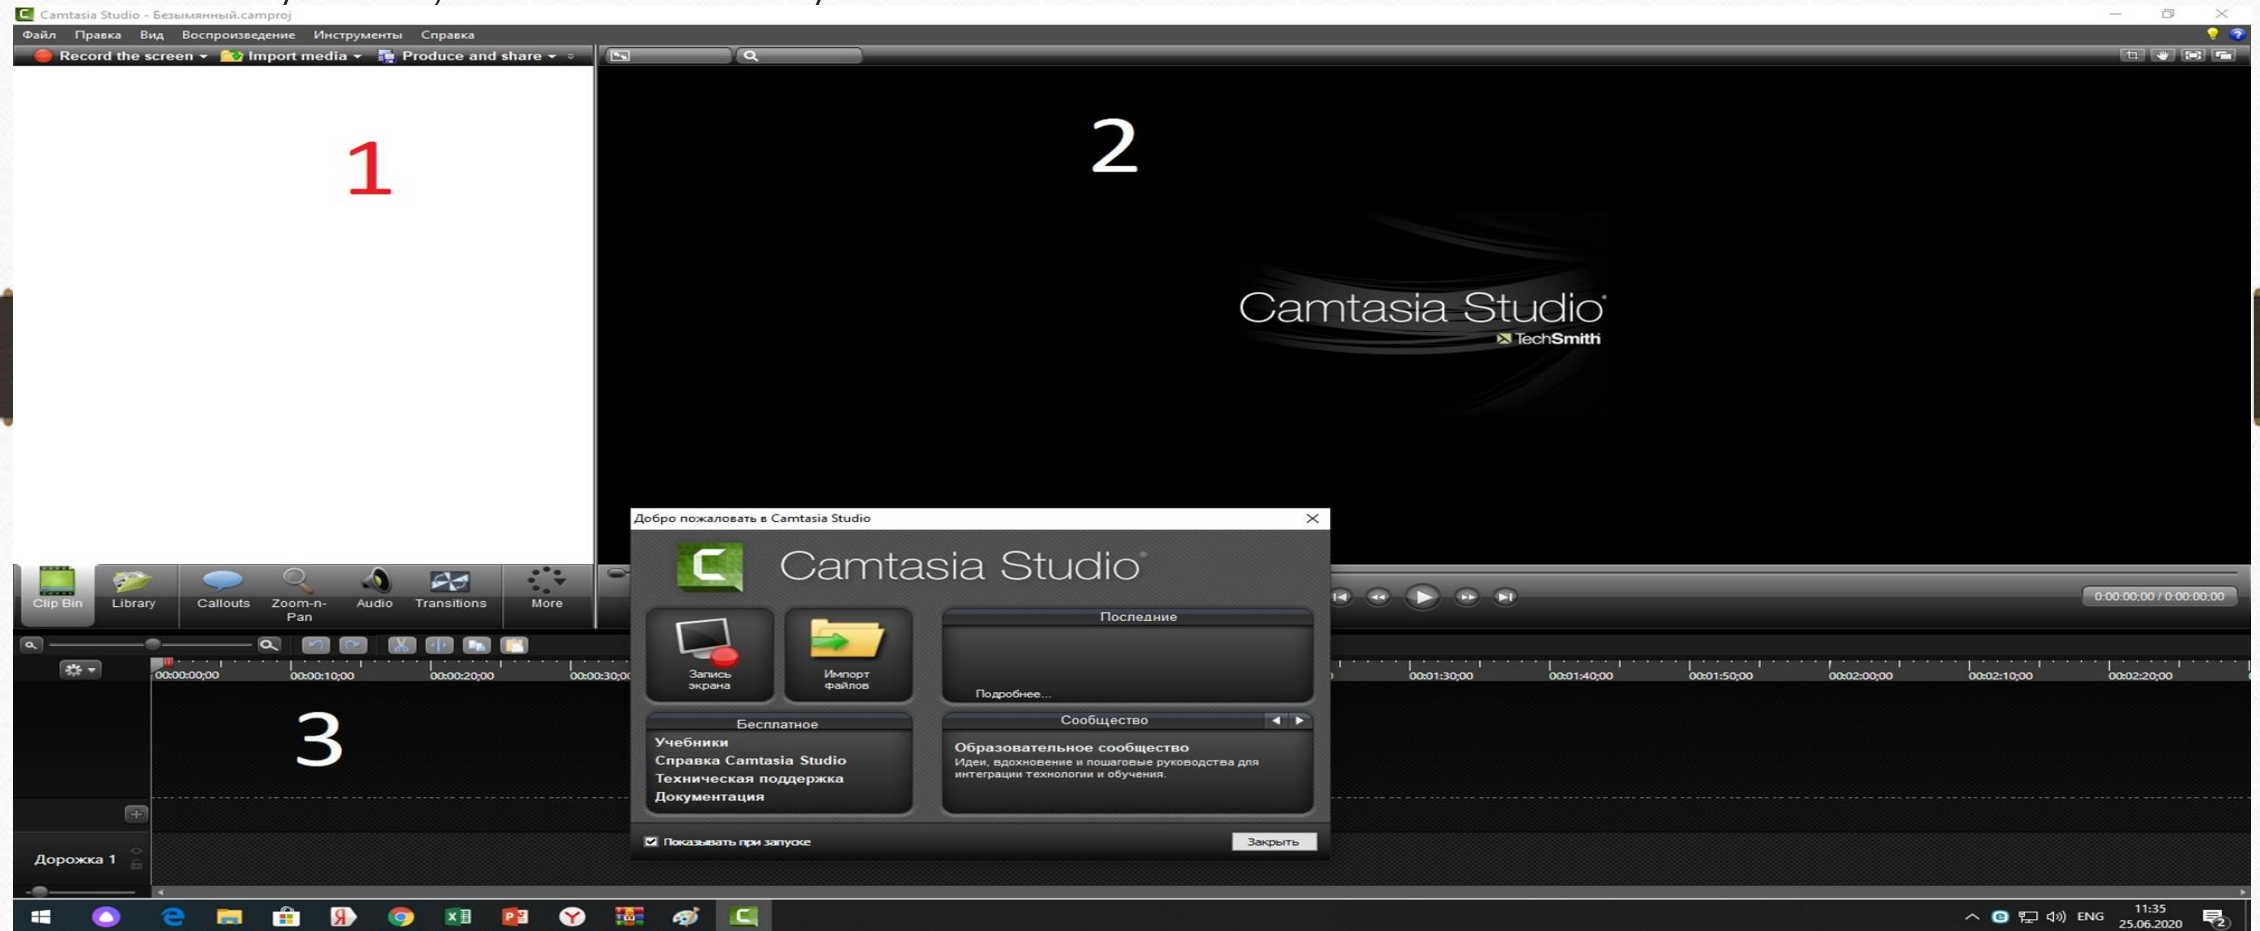 Camtasia Studio - Безымянный.camproj
Файл Правка Вид Воспроизведение Инструменты Справка
Record the screen Import media Produce and share
1
2
Camtasia Studio
TechSmith
Добро пожаловать в Camtasia Studio
Camtasia Studio
Clip Bin Library Callouts Zoom-n-Pan Audio Transitions More
0:00:00;00 / 0:00:00;00
Запись
экрана
Импорт
файлов
Последние
Подробнее...
00:00:00;00 00:00:10;00 00:00:20;00 00:01:30;00 00:01:40;00 00:01:50;00 00:02:00;00 00:02:10;00 00:02:20;00
3
Бесплатное
Учебники
Справка Camtasia Studio
Техническая поддержка
Документация
Сообщество
Образовательное сообщество
Идеи, вдохновение и пошаговые руководства для
интеграции технологии и обучения.
Показывать при запуске
Закрыть
Дорожка 1
ENG
11:35
25.06.2020